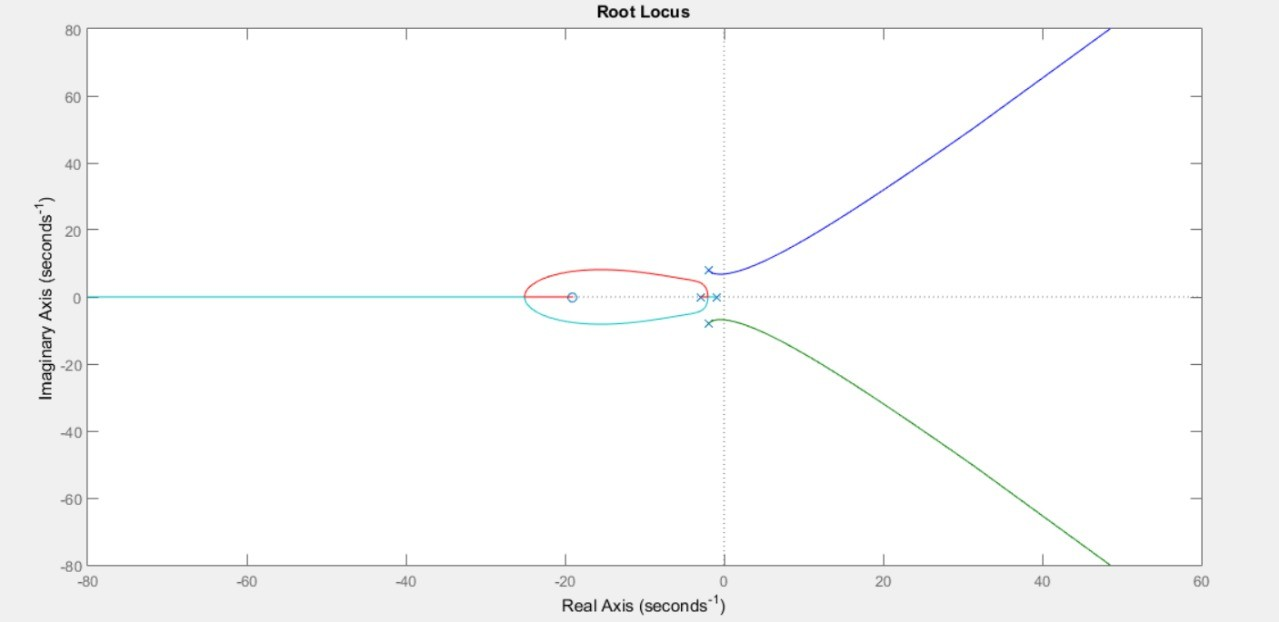 Root Locus
80
60
40
20
0
-20
-40
-60
-80
Imaginary Axis (seconds⁻¹)
-80 -60 -40 -20 0 20 40 60
Real Axis (seconds⁻¹)